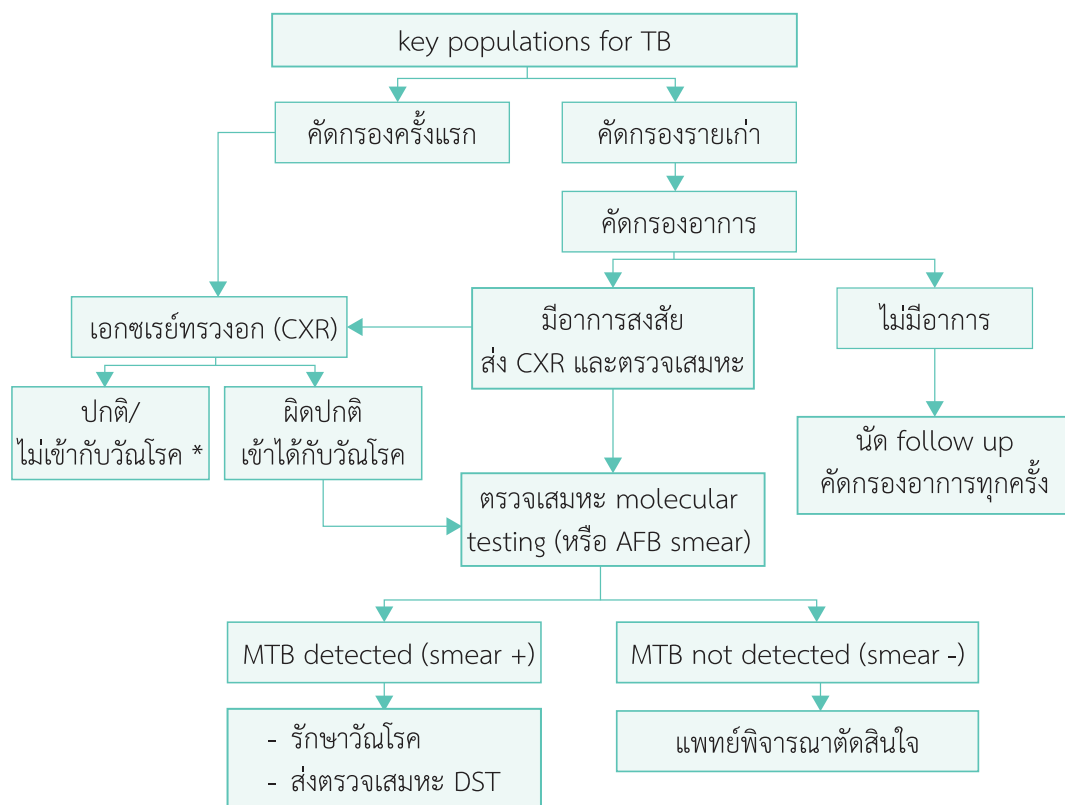 key populations for TB
คัดกรองครั้งแรก
คัดกรองรายเก่า
คัดกรองอาการ
เอกซเรย์ทรวงอก (CXR)
มีอาการสงสัย
ส่ง CXR และตรวจเสมหะ
ไม่มีอาการ
ปกติ/
ไม่เข้ากับวัณโรค *
ผิดปกติ
เข้าได้กับวัณโรค
นัด follow up
คัดกรองอาการทุกครั้ง
ตรวจเสมหะ molecular
testing (หรือ AFB smear)
MTB detected (smear +)
MTB not detected (smear -)
- รักษาวัณโรค
- ส่งตรวจเสมหะ DST
แพทย์พิจารณาตัดสินใจ